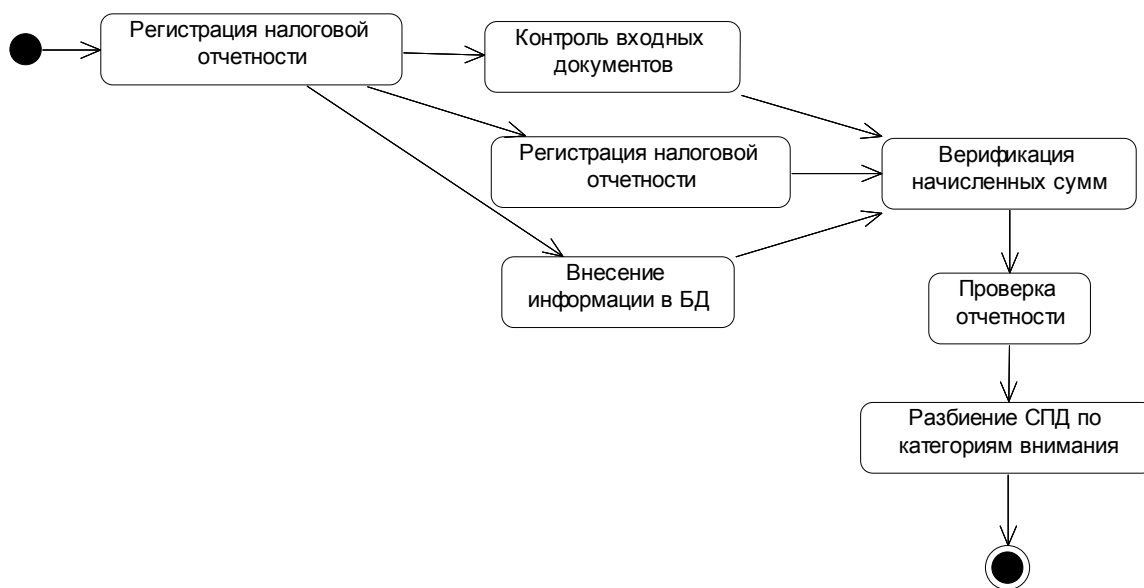 Регистрация налоговой
отчетности
Контроль входных
документов
Регистрация налоговой
отчетности
Верификация
начисленных сумм
Внесение
информации в БД
Проверка
отчетности
Разбиение СПД по
категориям внимания